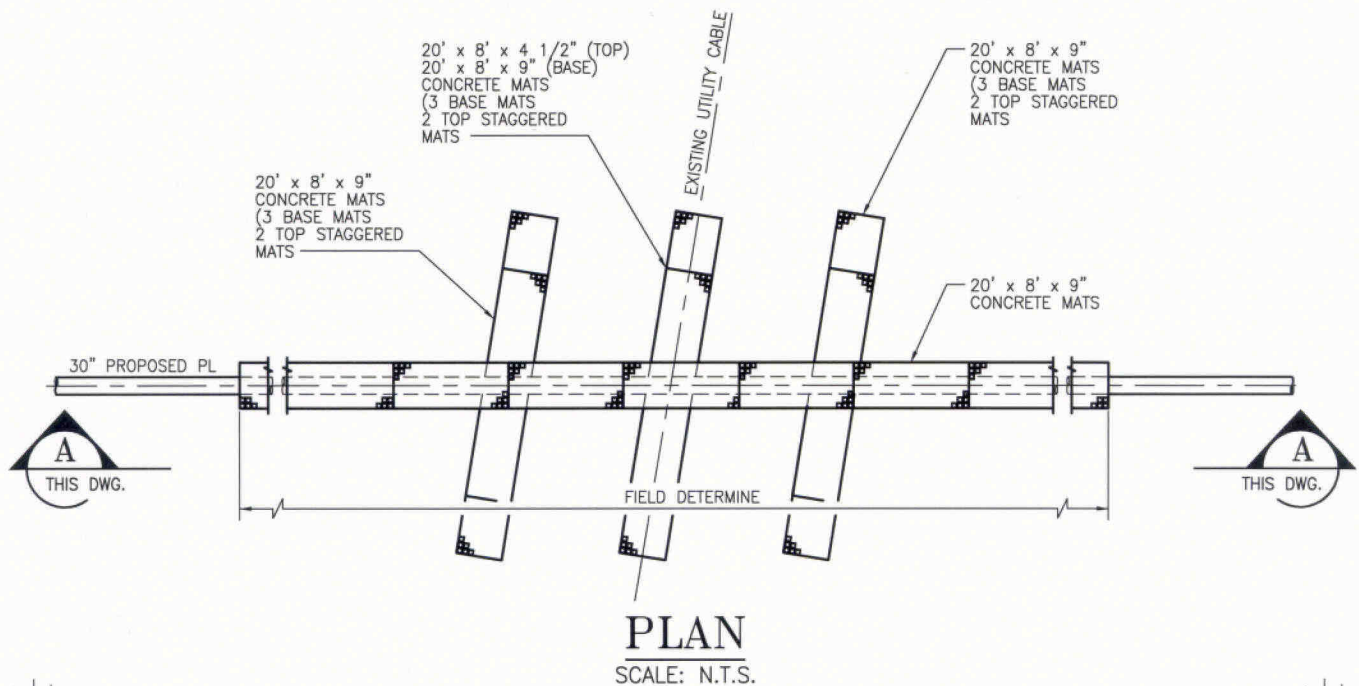 20' x 8' x 4 1/2" (TOP)
20' x 8' x 9" (BASE)
CONCRETE MATS
(3 BASE MATS
2 TOP STAGGERED
MATS
EXISTING UTILITY CABLE
20' x 8' x 9"
CONCRETE MATS
(3 BASE MATS
2 TOP STAGGERED
MATS
20' x 8' x 9"
CONCRETE MATS
(3 BASE MATS
2 TOP STAGGERED
MATS
20' x 8' x 9"
CONCRETE MATS
30" PROPOSED PL
A
THIS DWG.
FIELD DETERMINE
A
THIS DWG.
PLAN
SCALE: N.T.S.